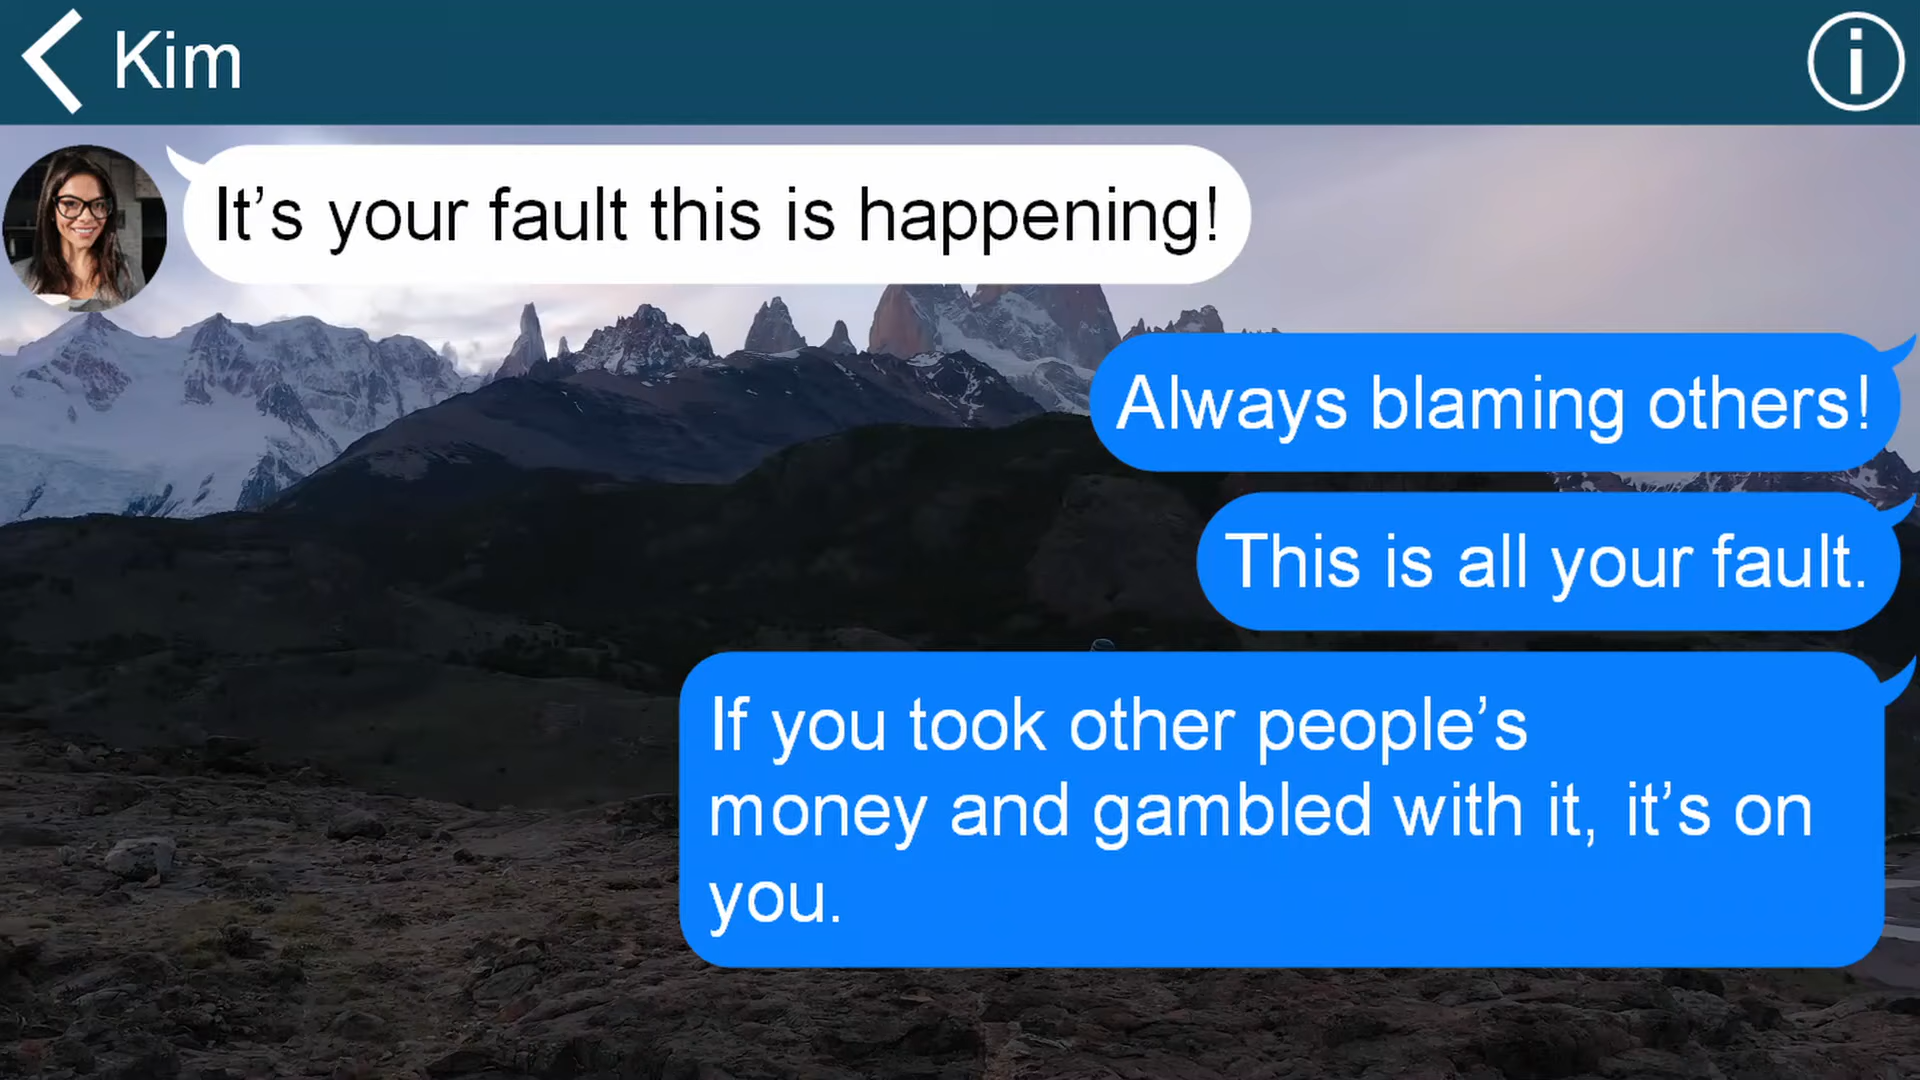 Kim
It’s your fault this is happening!
Always blaming others!
This is all your fault.
If you took other people’s
money and gambled with it, it’s on
you.